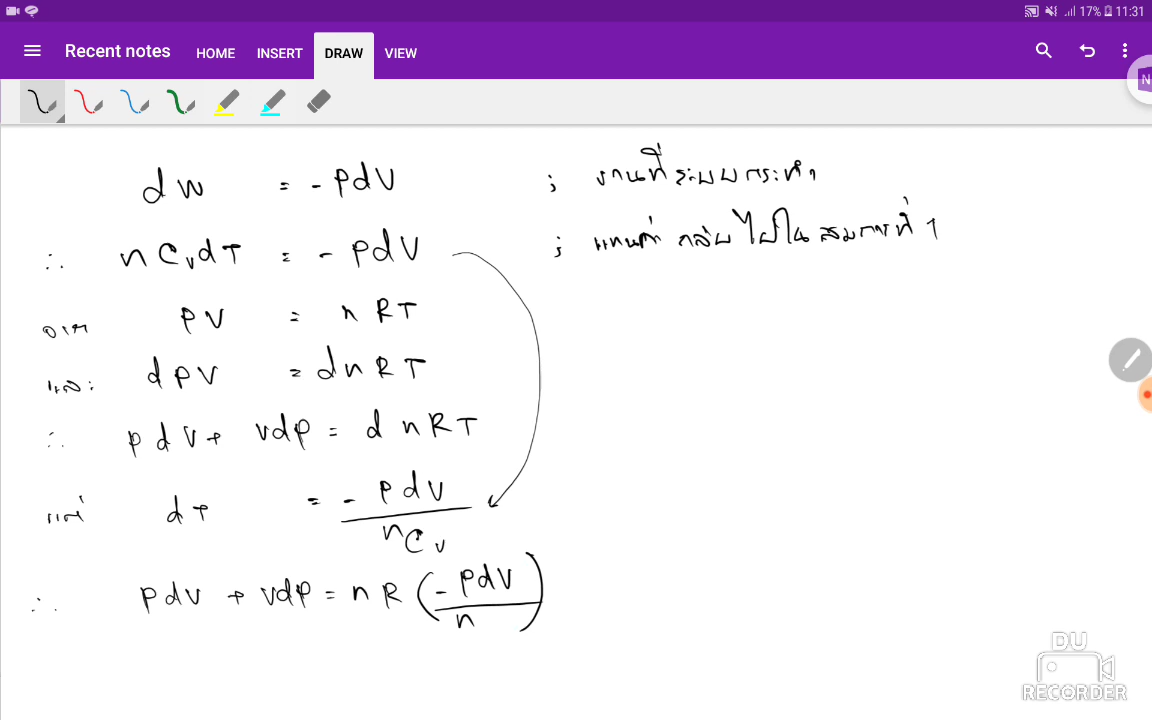 17% 11:31
Recent notes HOME INSERT DRAW VIEW
N
dw = - pdV ; งานที่ระบบกระทำ
∴ nCvdT = - pdV ; แทนค่า กลับไปในสมการที่ 1
จาก pV = nRT
และ dpV = dnRT
∴ pdV + Vdp = dnRT
แต่ dT = - pdV / nCv
∴ pdV + Vdp = nR (- pdV / n)
DU
RECORDER